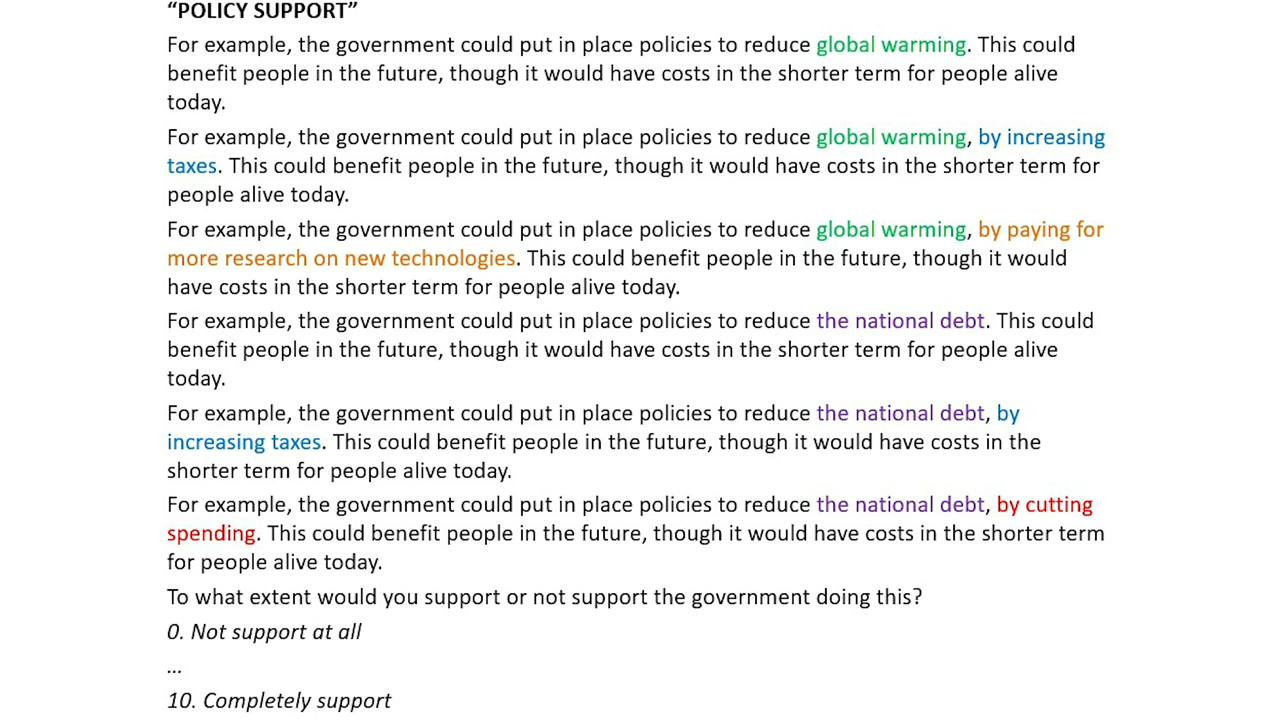 “POLICY SUPPORT”
For example, the government could put in place policies to reduce global warming. This could
benefit people in the future, though it would have costs in the shorter term for people alive
today.
For example, the government could put in place policies to reduce global warming, by increasing
taxes. This could benefit people in the future, though it would have costs in the shorter term for
people alive today.
For example, the government could put in place policies to reduce global warming, by paying for
more research on new technologies. This could benefit people in the future, though it would
have costs in the shorter term for people alive today.
For example, the government could put in place policies to reduce the national debt. This could
benefit people in the future, though it would have costs in the shorter term for people alive
today.
For example, the government could put in place policies to reduce the national debt, by
increasing taxes. This could benefit people in the future, though it would have costs in the
shorter term for people alive today.
For example, the government could put in place policies to reduce the national debt, by cutting
spending. This could benefit people in the future, though it would have costs in the shorter term
for people alive today.
To what extent would you support or not support the government doing this?
0. Not support at all
...
10. Completely support